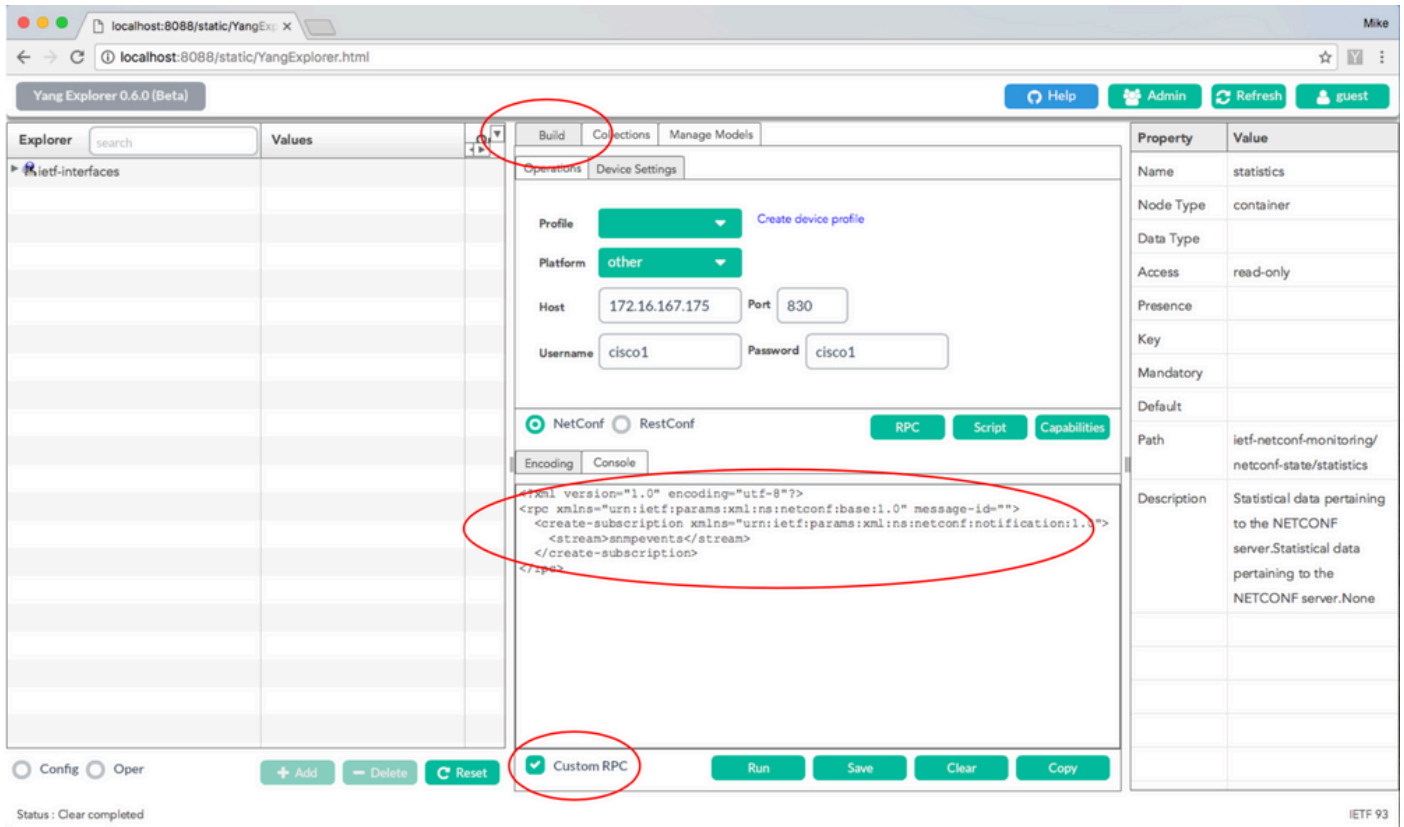 localhost:8088/static/YangExp
Mike
localhost:8088/static/YangExplorer.html
Yang Explorer 0.6.0 (Beta)
Help
Admin
Refresh
guest
Explorer
search
Values
ietf-interfaces
Build
Collections
Manage Models
Operations
Device Settings
Profile
Create device profile
Platform
other
Host
172.16.167.175
Port
830
Username
cisco1
Password
cisco1
NetConf
RestConf
RPC
Script
Capabilities
Encoding
Console
<?xml version="1.0" encoding="utf-8"?>
<rpc xmlns="urn:ietf:params:xml:ns:netconf:base:1.0" message-id="">
<create-subscription xmlns="urn:ietf:params:xml:ns:netconf:notification:1.0">
<stream>snmpevents</stream>
</create-subscription>
</rpc>
Custom RPC
Run
Save
Clear
Copy
Property
Value
Name
statistics
Node Type
container
Data Type
Access
read-only
Presence
Key
Mandatory
Default
Path
ietf-netconf-monitoring/
netconf-state/statistics
Description
Statistical data pertaining
to the NETCONF
server.Statistical data
pertaining to the
NETCONF server.None
Config
Oper
+ Add
− Delete
Reset
Status : Clear completed
IETF 93